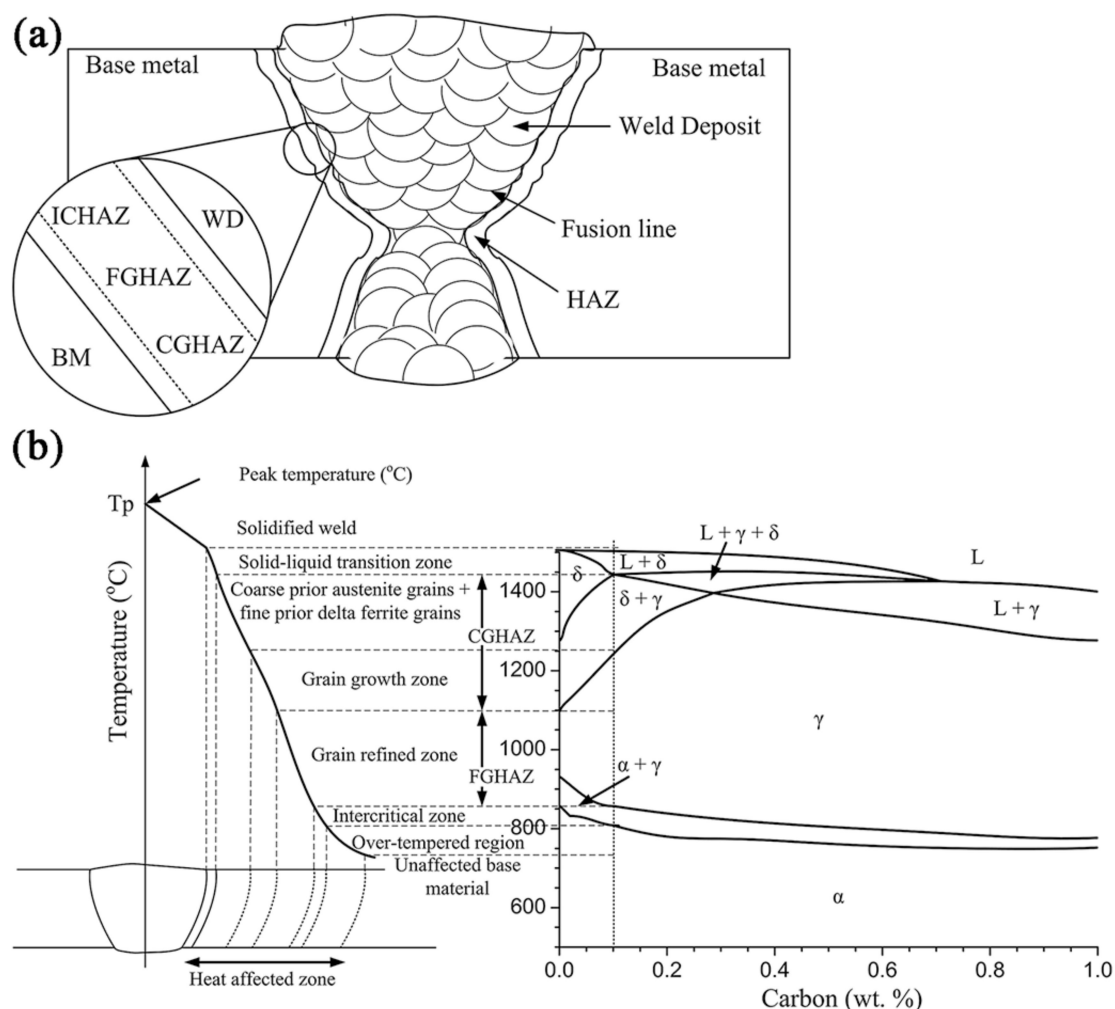 (a)
Base metal
Base metal
Weld Deposit
Fusion line
HAZ
ICHAZ
WD
FGHAZ
CGHAZ
BM
(b)
Peak temperature (°C)
Tp
Solidified weld
Solid-liquid transition zone
Coarse prior austenite grains +
fine prior delta ferrite grains
CGHAZ
Grain growth zone
Grain refined zone
FGHAZ
Intercritical zone
Over-tempered region
Unaffected base
material
Temperature (°C)
Heat affected zone
L + γ + δ
L
L + δ
δ
δ + γ
L + γ
γ
α + γ
α
1400
1200
1000
800
600
0.0
0.2
0.4
0.6
0.8
1.0
Carbon (wt. %)